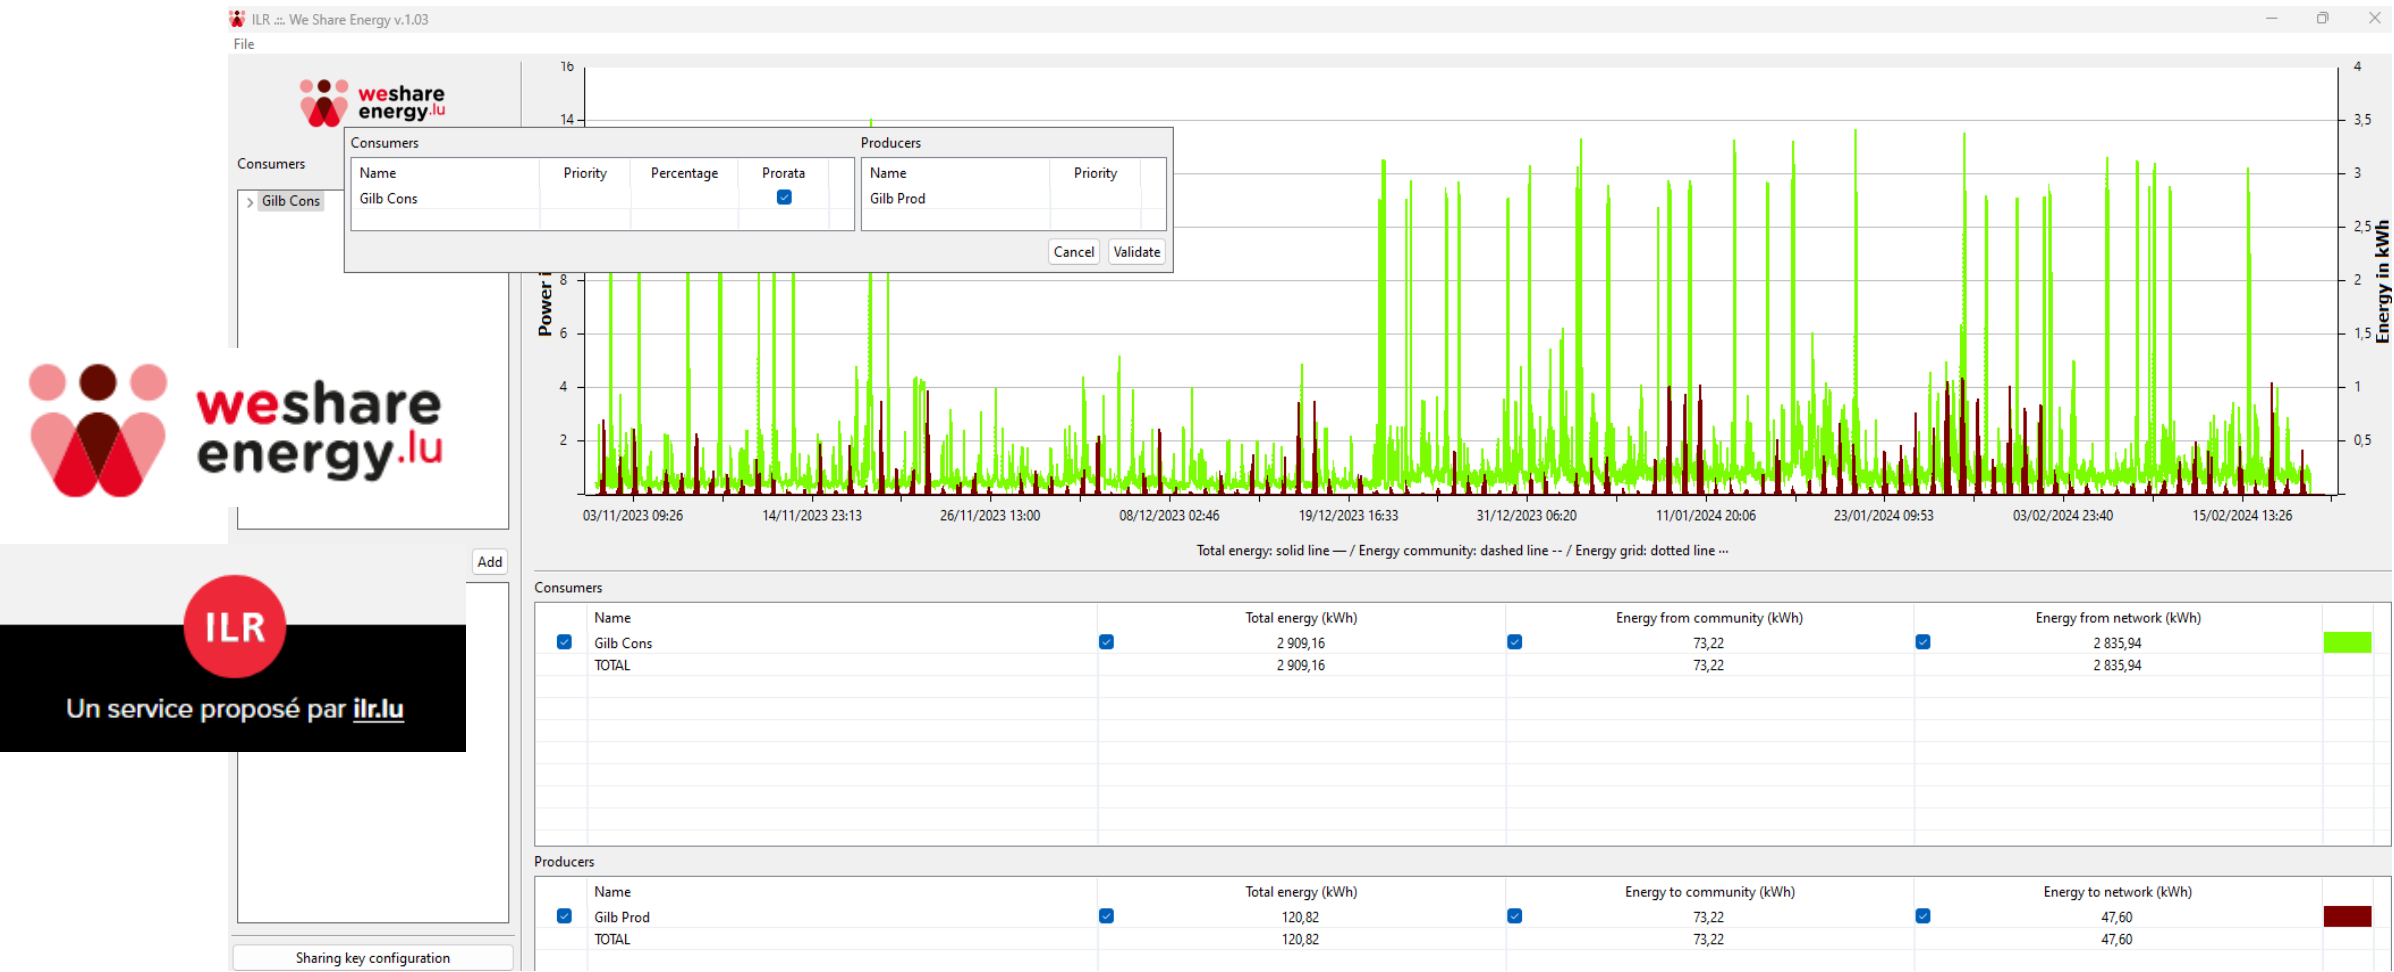 ILR .::. We Share Energy v.1.03
File
weshare
energy.lu
Consumers
Gilb Cons
Consumers
Name Priority Percentage Prorata
Gilb Cons
Producers
Name Priority
Gilb Prod
Cancel Validate
16
14
8
6
4
2
Power
4
3,5
3
2,5
2
1,5
1
0,5
Energy in kWh
03/11/2023 09:26 14/11/2023 23:13 26/11/2023 13:00 08/12/2023 02:46 19/12/2023 16:33 31/12/2023 06:20 11/01/2024 20:06 23/01/2024 09:53 03/02/2024 23:40 15/02/2024 13:26
Total energy: solid line — / Energy community: dashed line -- / Energy grid: dotted line ···
weshare
energy.lu
Add
ILR
Un service proposé par ilr.lu
Consumers
Name Total energy (kWh) Energy from community (kWh) Energy from network (kWh)
Gilb Cons 2 909,16 73,22 2 835,94
TOTAL 2 909,16 73,22 2 835,94
Producers
Name Total energy (kWh) Energy to community (kWh) Energy to network (kWh)
Gilb Prod 120,82 73,22 47,60
TOTAL 120,82 73,22 47,60
Sharing key configuration